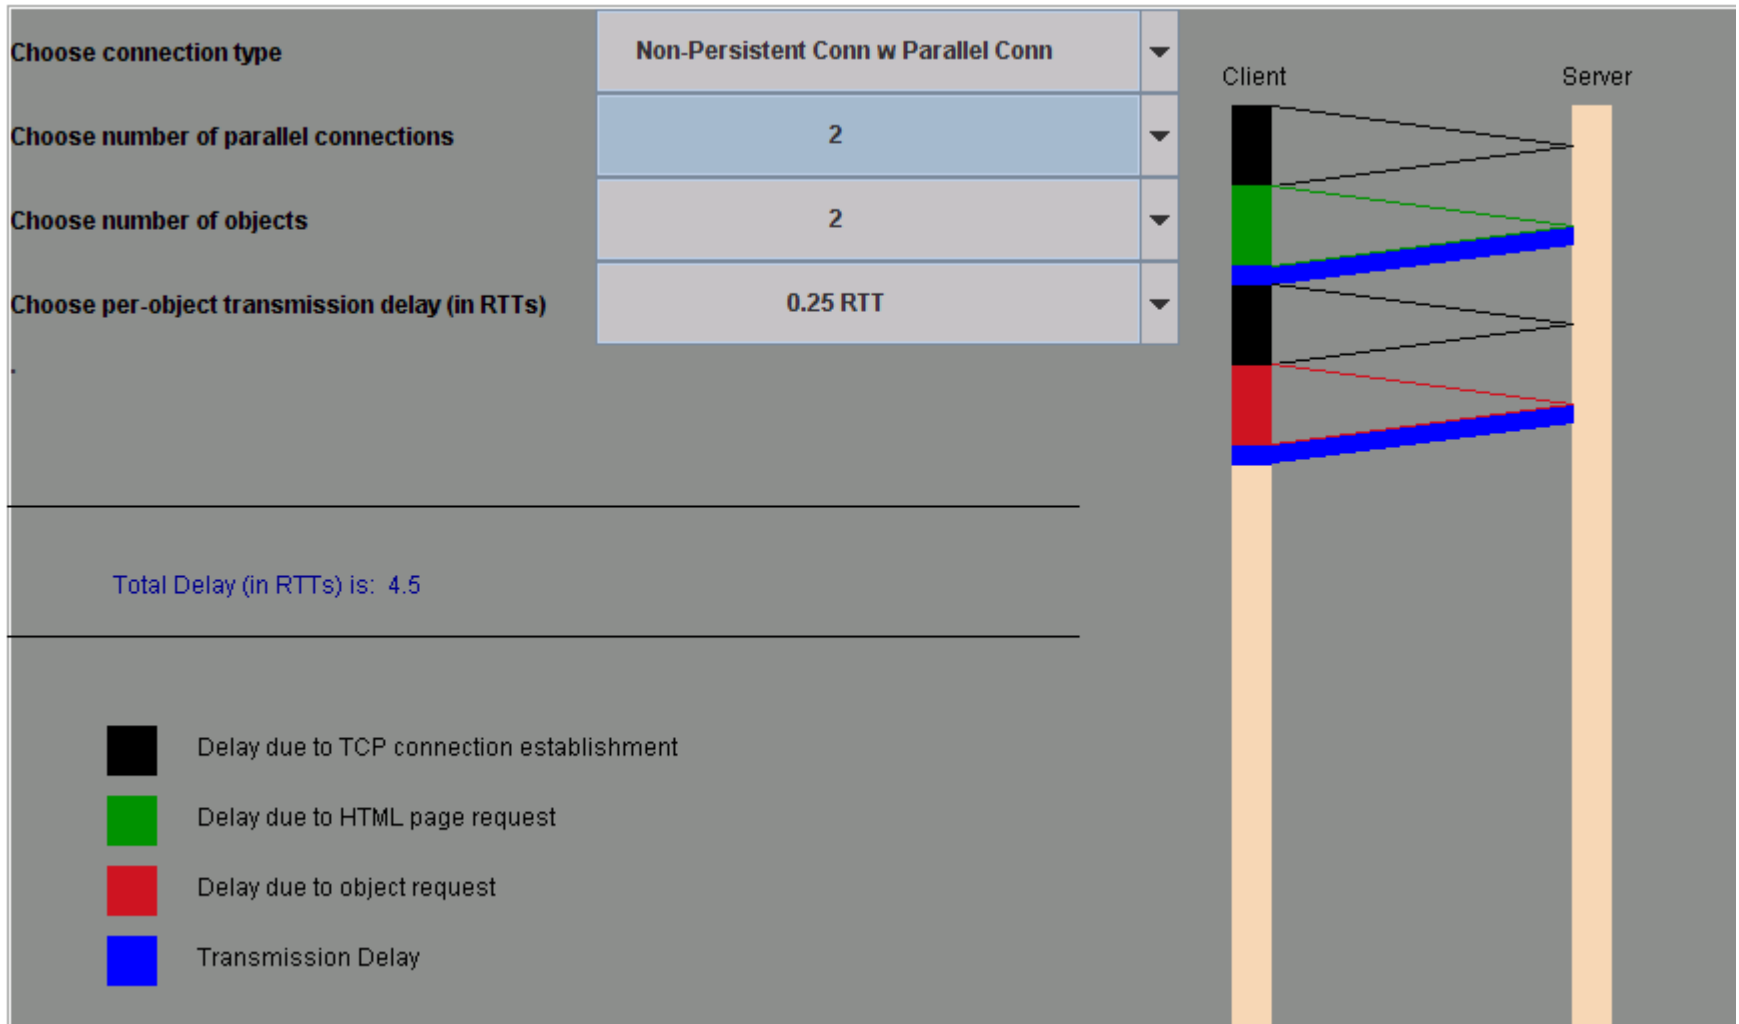 Choose connection type
Non-Persistent Conn w Parallel Conn
Choose number of parallel connections
2
Choose number of objects
2
Choose per-object transmission delay (in RTTs)
0.25 RTT
.
Client
Server
Total Delay (in RTTs) is: 4.5
Delay due to TCP connection establishment
Delay due to HTML page request
Delay due to object request
Transmission Delay